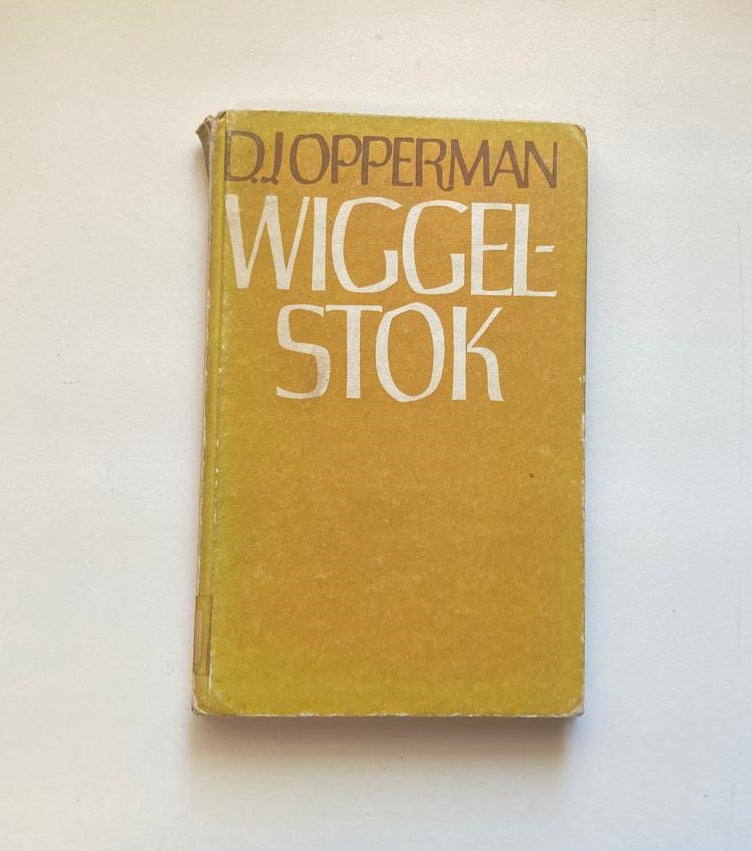 D.J. OPPERMAN
WIGGEL-
STOK